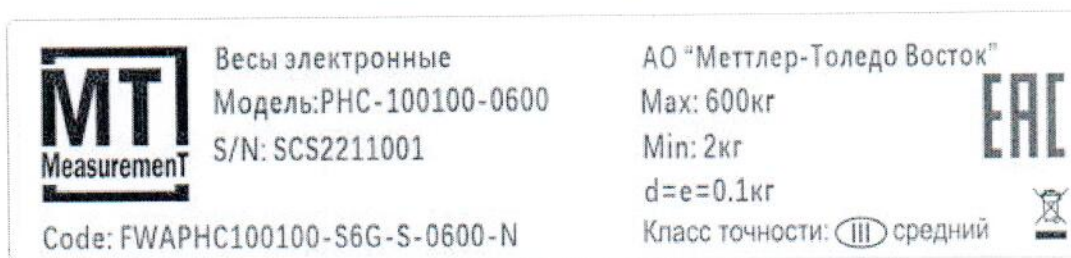 MT
MeasuremenT
Весы электронные
Модель:PHC-100100-0600
S/N: SCS2211001
Code: FWAPHC100100-S6G-S-0600-N
АО “Меттлер-Толедо Восток”
Max: 600кг
Min: 2кг
d=e=0.1кг
Класс точности: III средний
EAC